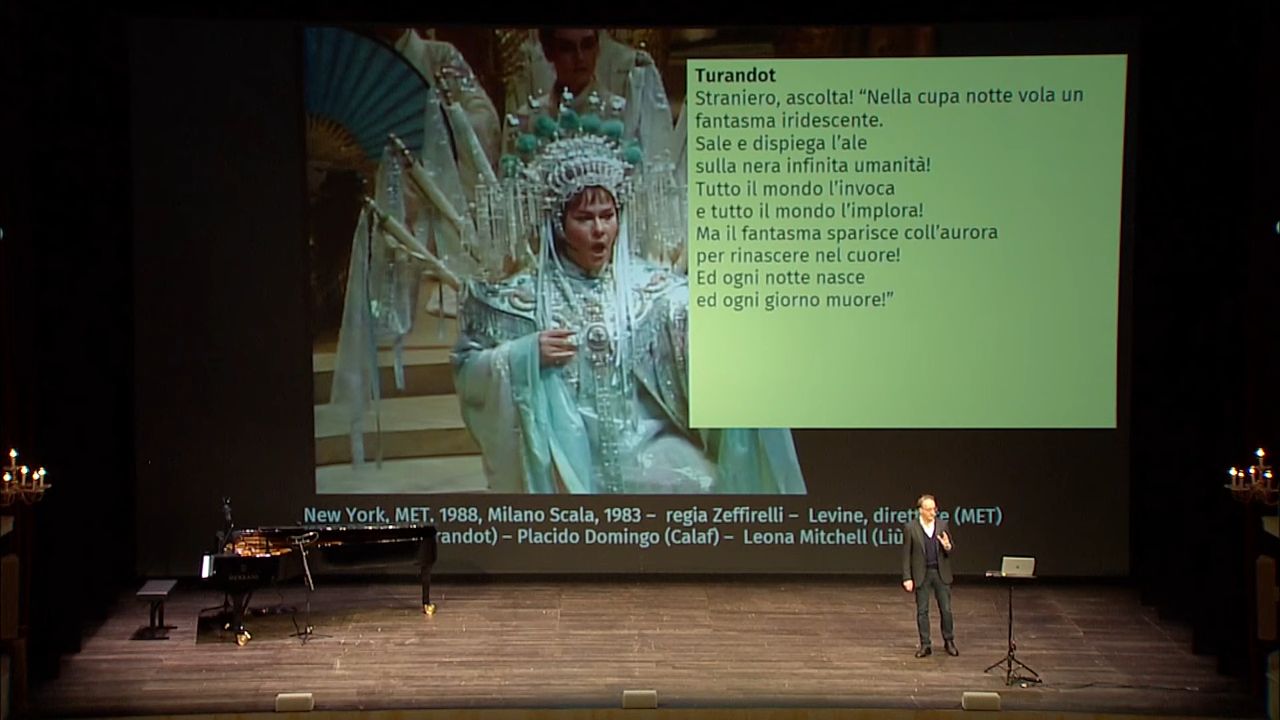 Turandot
Straniero, ascolta! “Nella cupa notte vola un
fantasma iridescente.
Sale e dispiega l’ale
sulla nera infinita umanità!
Tutto il mondo l’invoca
e tutto il mondo l’implora!
Ma il fantasma sparisce coll’aurora
per rinascere nel cuore!
Ed ogni notte nasce
ed ogni giorno muore!”
New York, MET, 1988, Milano Scala, 1983 – regia Zeffirelli – Levine, (MET)
randot) – Placido Domingo (Calaf) – Leona Mitchell (Liù